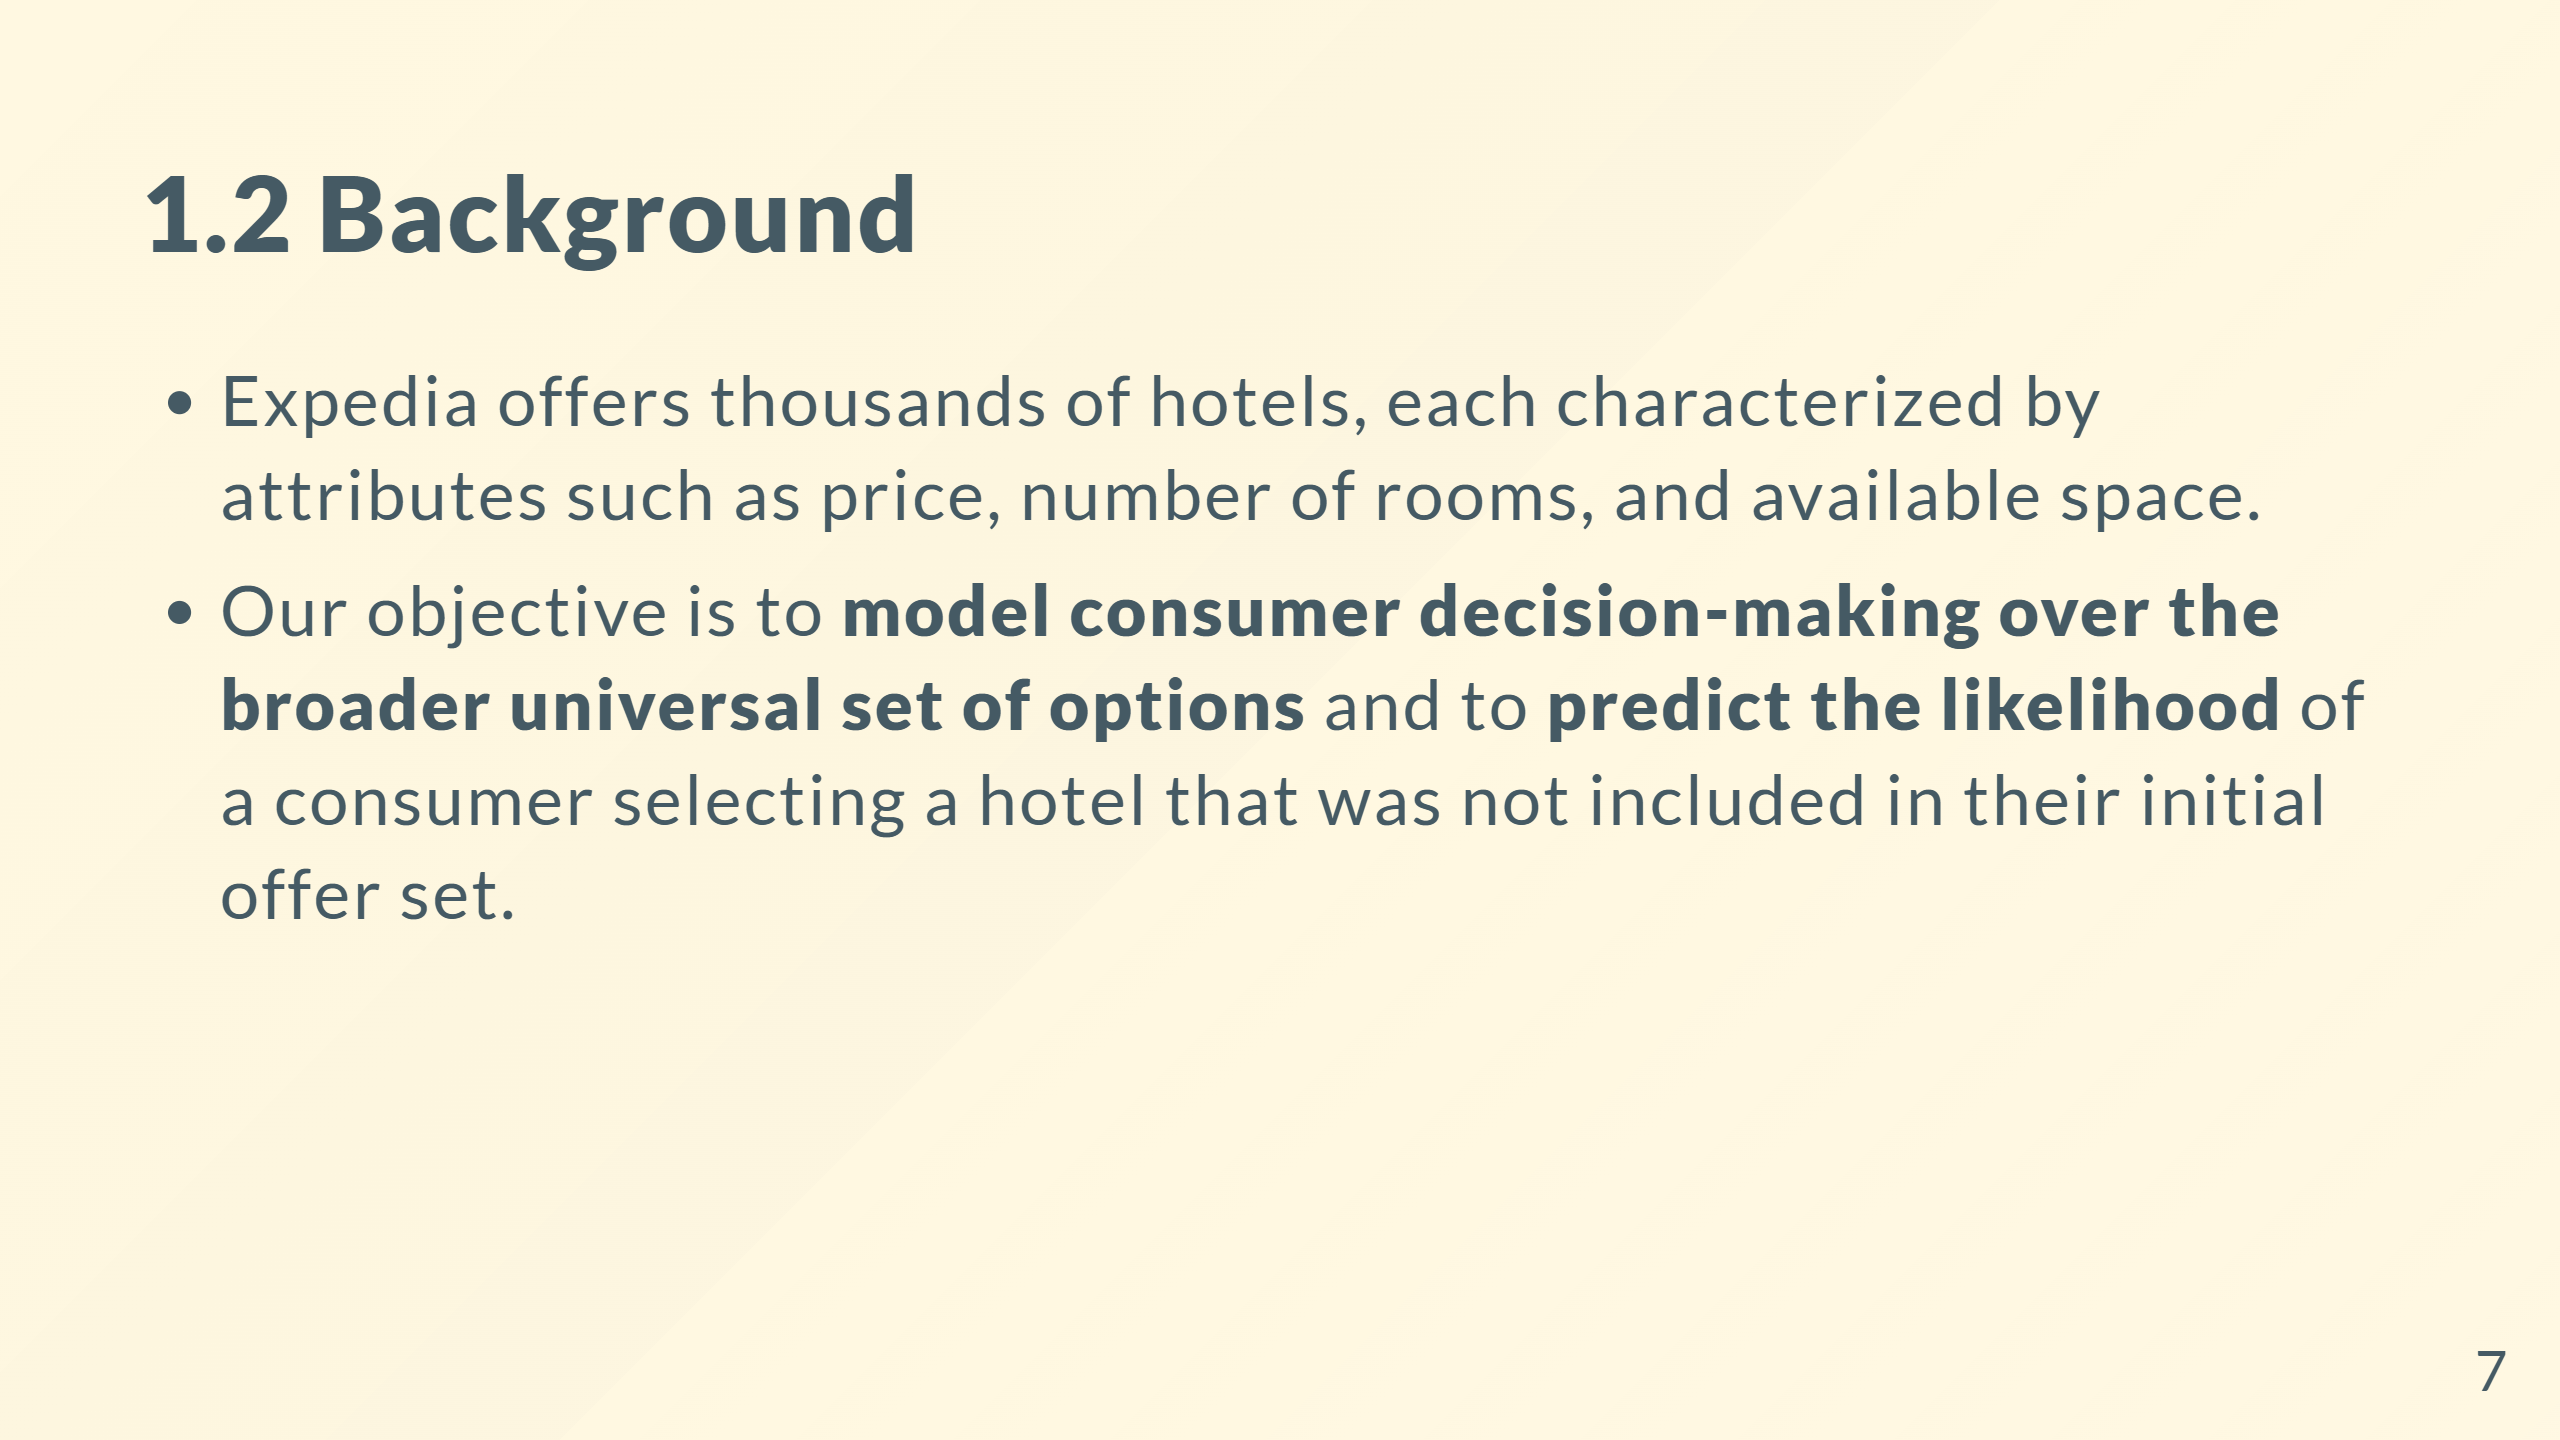 1.2 Background
• Expedia offers thousands of hotels, each characterized by
attributes such as price, number of rooms, and available space.
• Our objective is to model consumer decision-making over the
broader universal set of options and to predict the likelihood of
a consumer selecting a hotel that was not included in their initial
offer set.
7